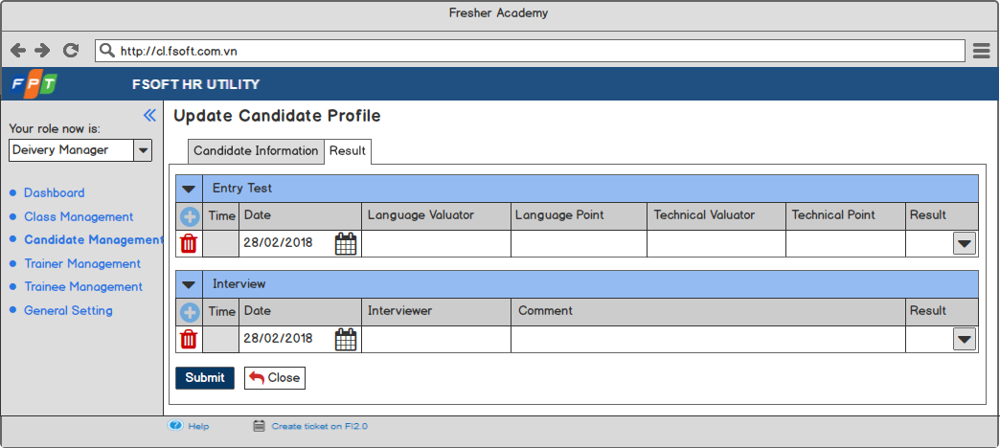 Fresher Academy
http://cl.fsoft.com.vn
FPT FSOFT HR UTILITY
Your role now is:
Deivery Manager
Dashboard
Class Management
Candidate Management
Trainer Management
Trainee Management
General Setting
Update Candidate Profile
Candidate Information Result
Entry Test
Time Date Language Valuator Language Point Technical Valuator Technical Point Result
28/02/2018
Interview
Time Date Interviewer Comment Result
28/02/2018
Submit Close
Help Create ticket on FI2.0